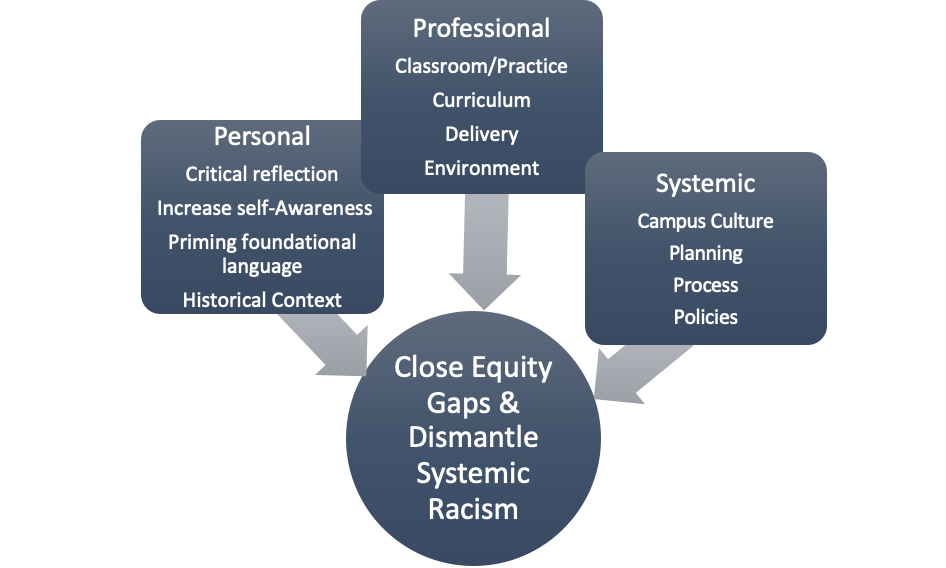 Professional
Classroom/Practice
Curriculum
Delivery
Environment
Personal
Critical reflection
Increase self-Awareness
Priming foundational
language
Historical Context
Systemic
Campus Culture
Planning
Process
Policies
Close Equity
Gaps &
Dismantle
Systemic
Racism